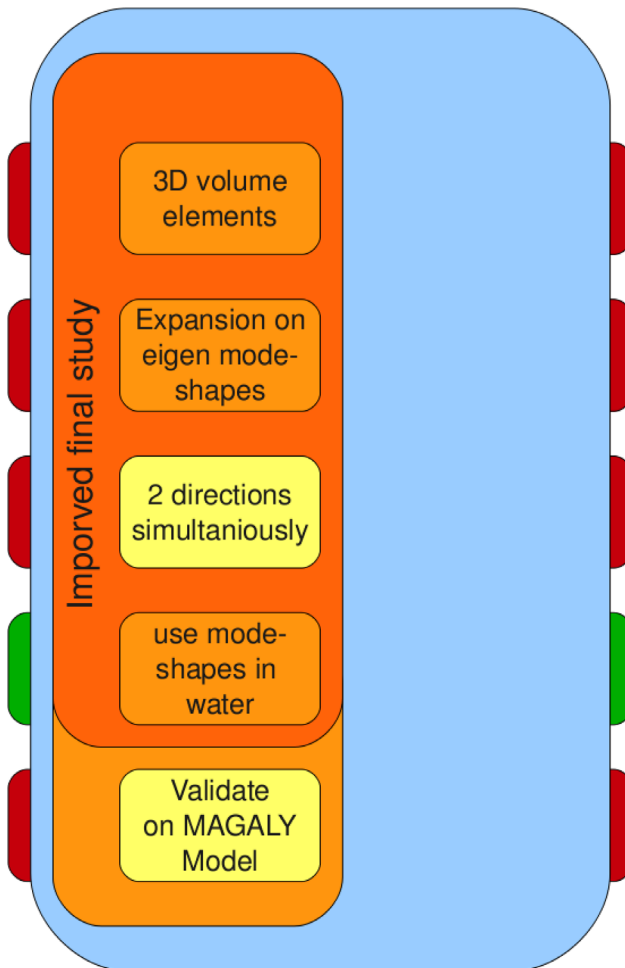 Imporved final study
3D volume
elements
Expansion on
eigen mode-
shapes
2 directions
simultaniously
use mode-
shapes in
water
Validate
on MAGALY
Model